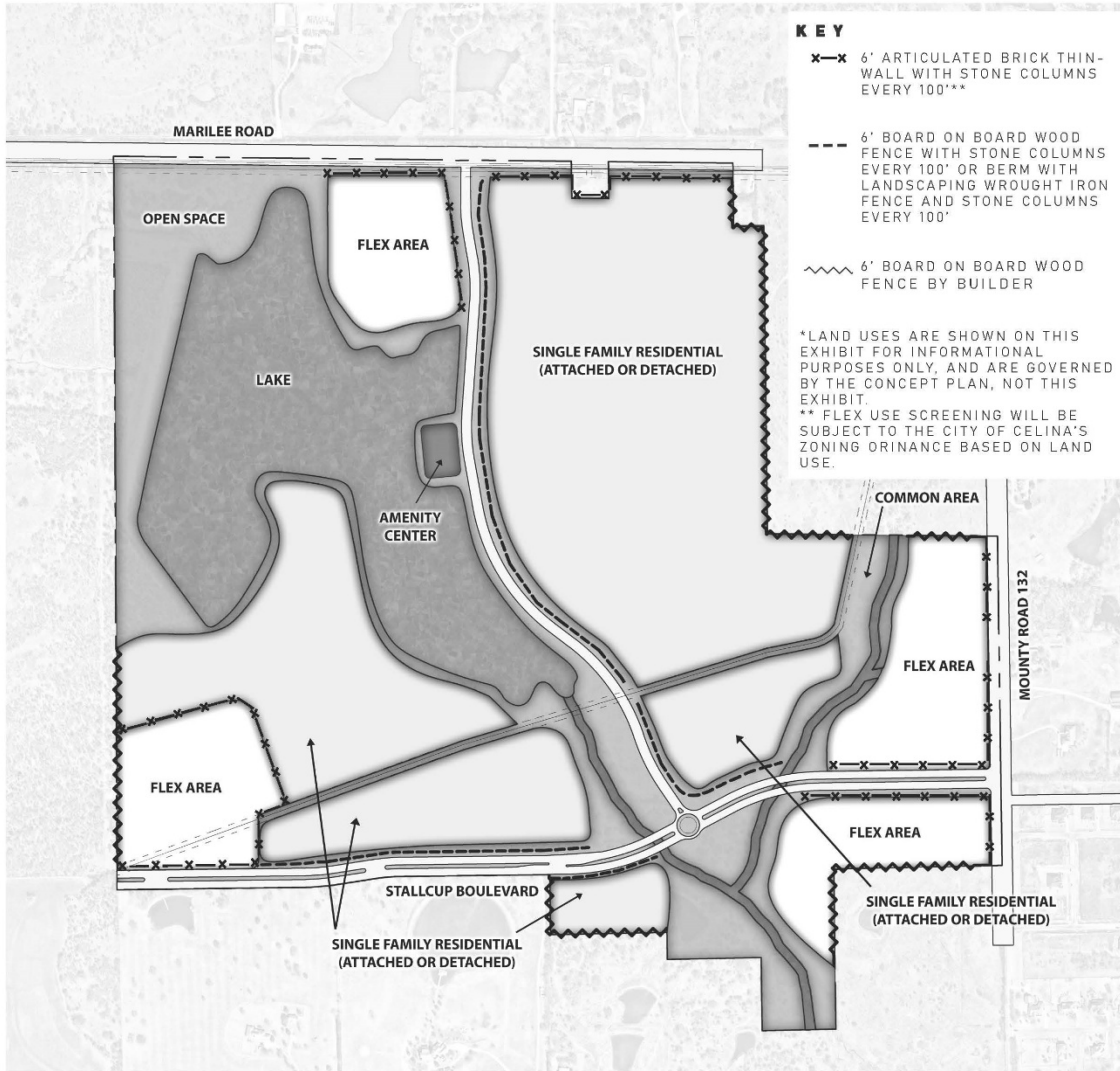 KEY
6' ARTICULATED BRICK THIN-
WALL WITH STONE COLUMNS
EVERY 100'**
6' BOARD ON BOARD WOOD
FENCE WITH STONE COLUMNS
EVERY 100' OR BERM WITH
LANDSCAPING WROUGHT IRON
FENCE AND STONE COLUMNS
EVERY 100'
6' BOARD ON BOARD WOOD
FENCE BY BUILDER
*LAND USES ARE SHOWN ON THIS
EXHIBIT FOR INFORMATIONAL
PURPOSES ONLY, AND ARE GOVERNED
BY THE CONCEPT PLAN, NOT THIS
EXHIBIT.
** FLEX USE SCREENING WILL BE
SUBJECT TO THE CITY OF CELINA'S
ZONING ORINANCE BASED ON LAND
USE.
MARILEE ROAD
OPEN SPACE
FLEX AREA
LAKE
SINGLE FAMILY RESIDENTIAL
(ATTACHED OR DETACHED)
AMENITY
CENTER
COMMON AREA
MOUNTY ROAD 132
FLEX AREA
FLEX AREA
FLEX AREA
STALLCUP BOULEVARD
SINGLE FAMILY RESIDENTIAL
(ATTACHED OR DETACHED)
SINGLE FAMILY RESIDENTIAL
(ATTACHED OR DETACHED)